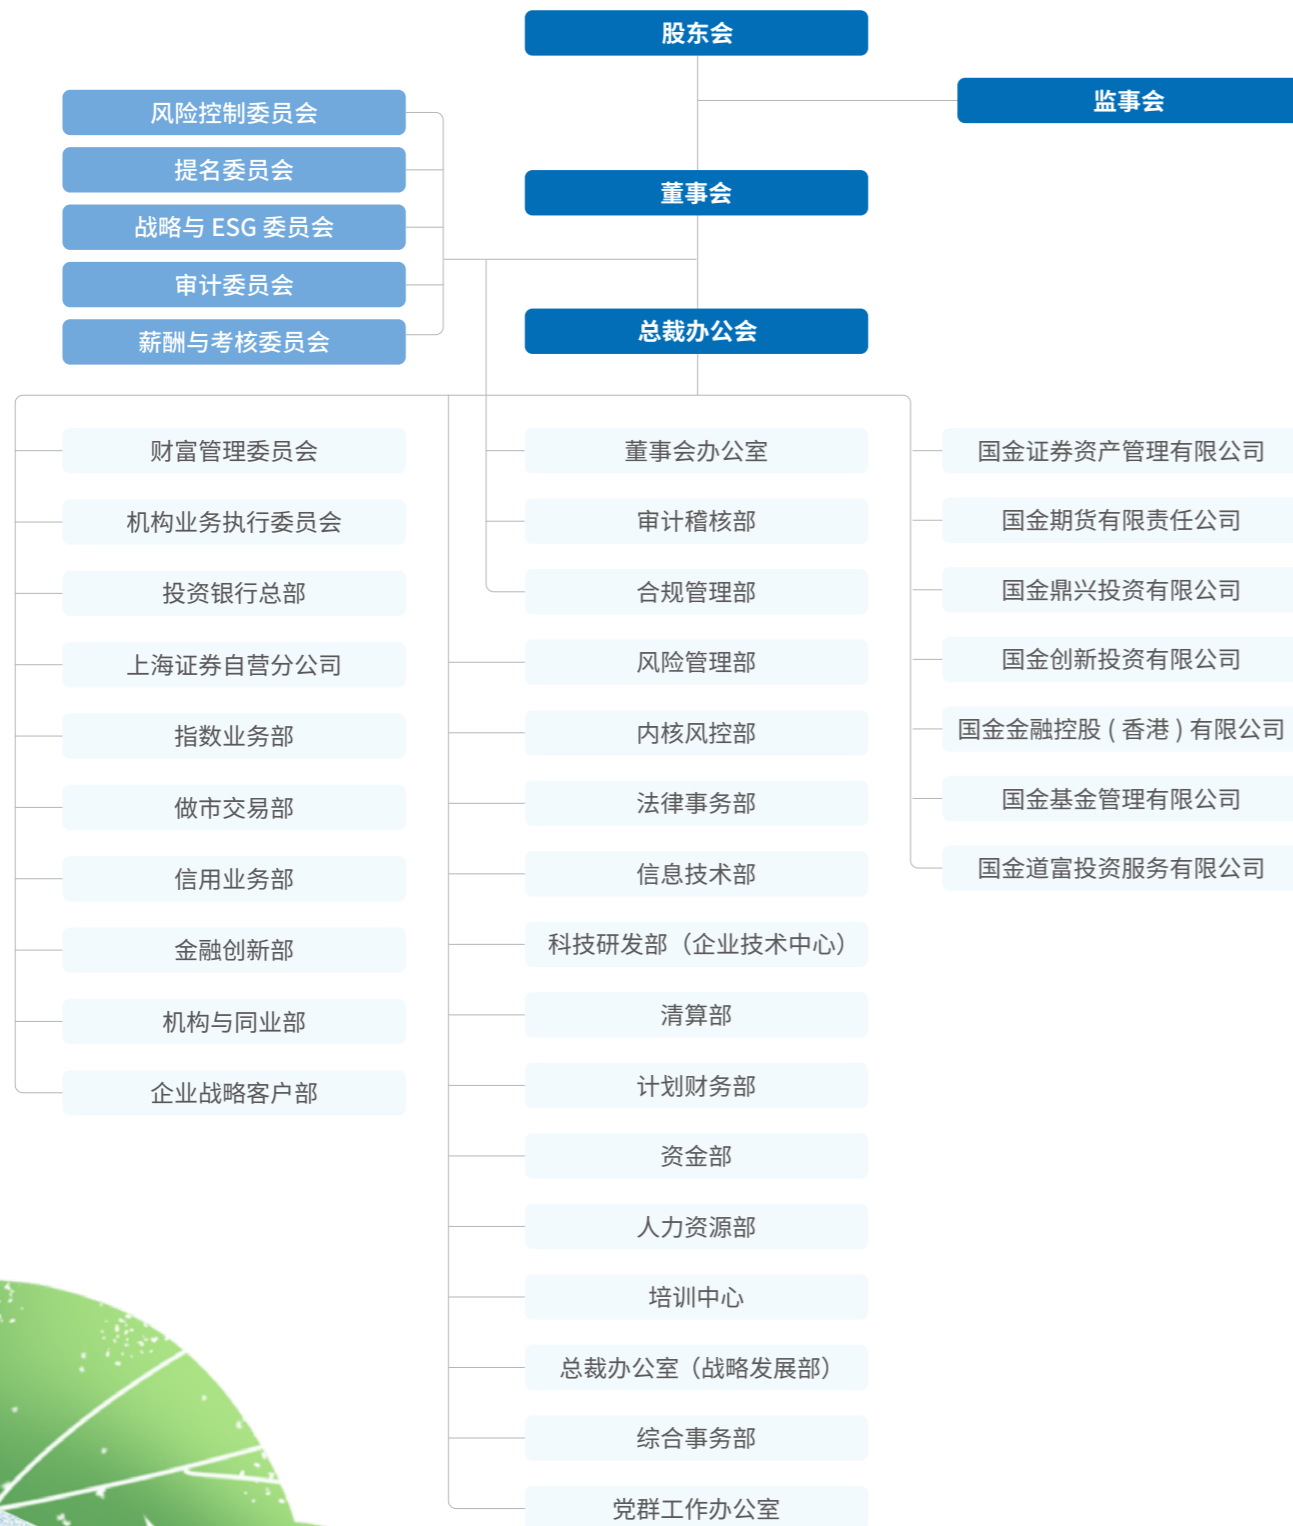 股东会
监事会
风险控制委员会
提名委员会
战略与 ESG 委员会
审计委员会
薪酬与考核委员会
董事会
总裁办公会
财富管理委员会
机构业务执行委员会
投资银行总部
上海证券自营分公司
指数业务部
做市交易部
信用业务部
金融创新部
机构与同业部
企业战略客户部
董事会办公室
审计稽核部
合规管理部
风险管理部
内核风控部
法律事务部
信息技术部
科技研发部（企业技术中心）
清算部
计划财务部
资金部
人力资源部
培训中心
总裁办公室（战略发展部）
综合事务部
党群工作办公室
国金证券资产管理有限公司
国金期货有限责任公司
国金鼎兴投资有限公司
国金创新投资有限公司
国金金融控股 ( 香港 ) 有限公司
国金基金管理有限公司
国金道富投资服务有限公司